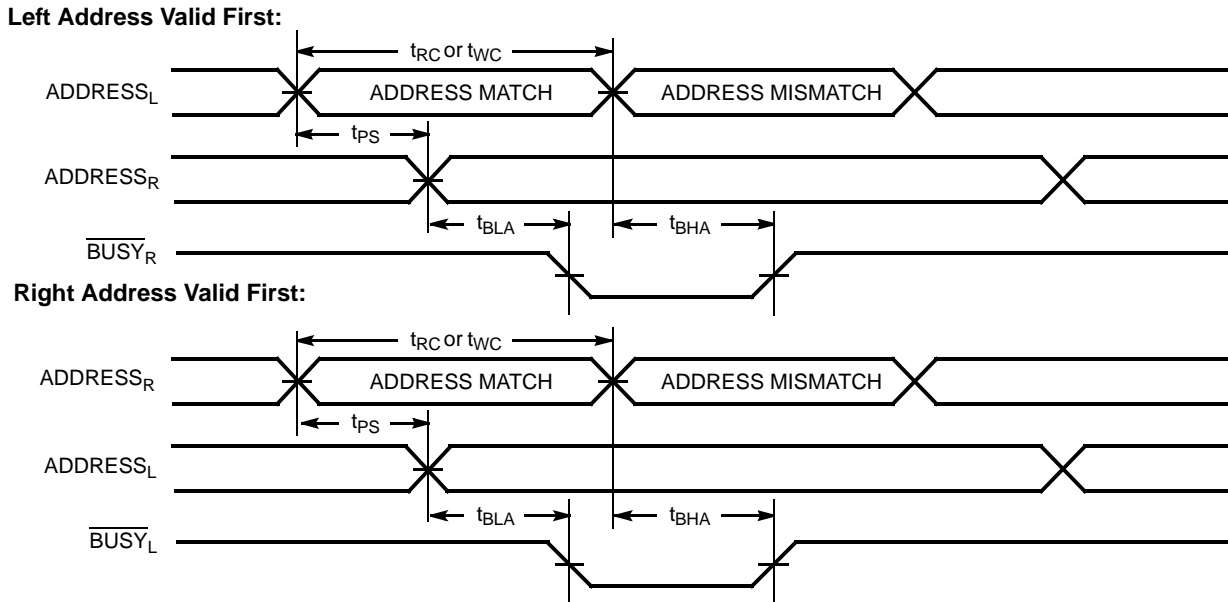 Left Address Valid First:
tRC or tWC
ADDRESSL
ADDRESS MATCH
ADDRESS MISMATCH
tPS
ADDRESSR
tBLA
tBHA
BUSYR
Right Address Valid First:
tRC or tWC
ADDRESSR
ADDRESS MATCH
ADDRESS MISMATCH
tPS
ADDRESSL
tBLA
tBHA
BUSYL